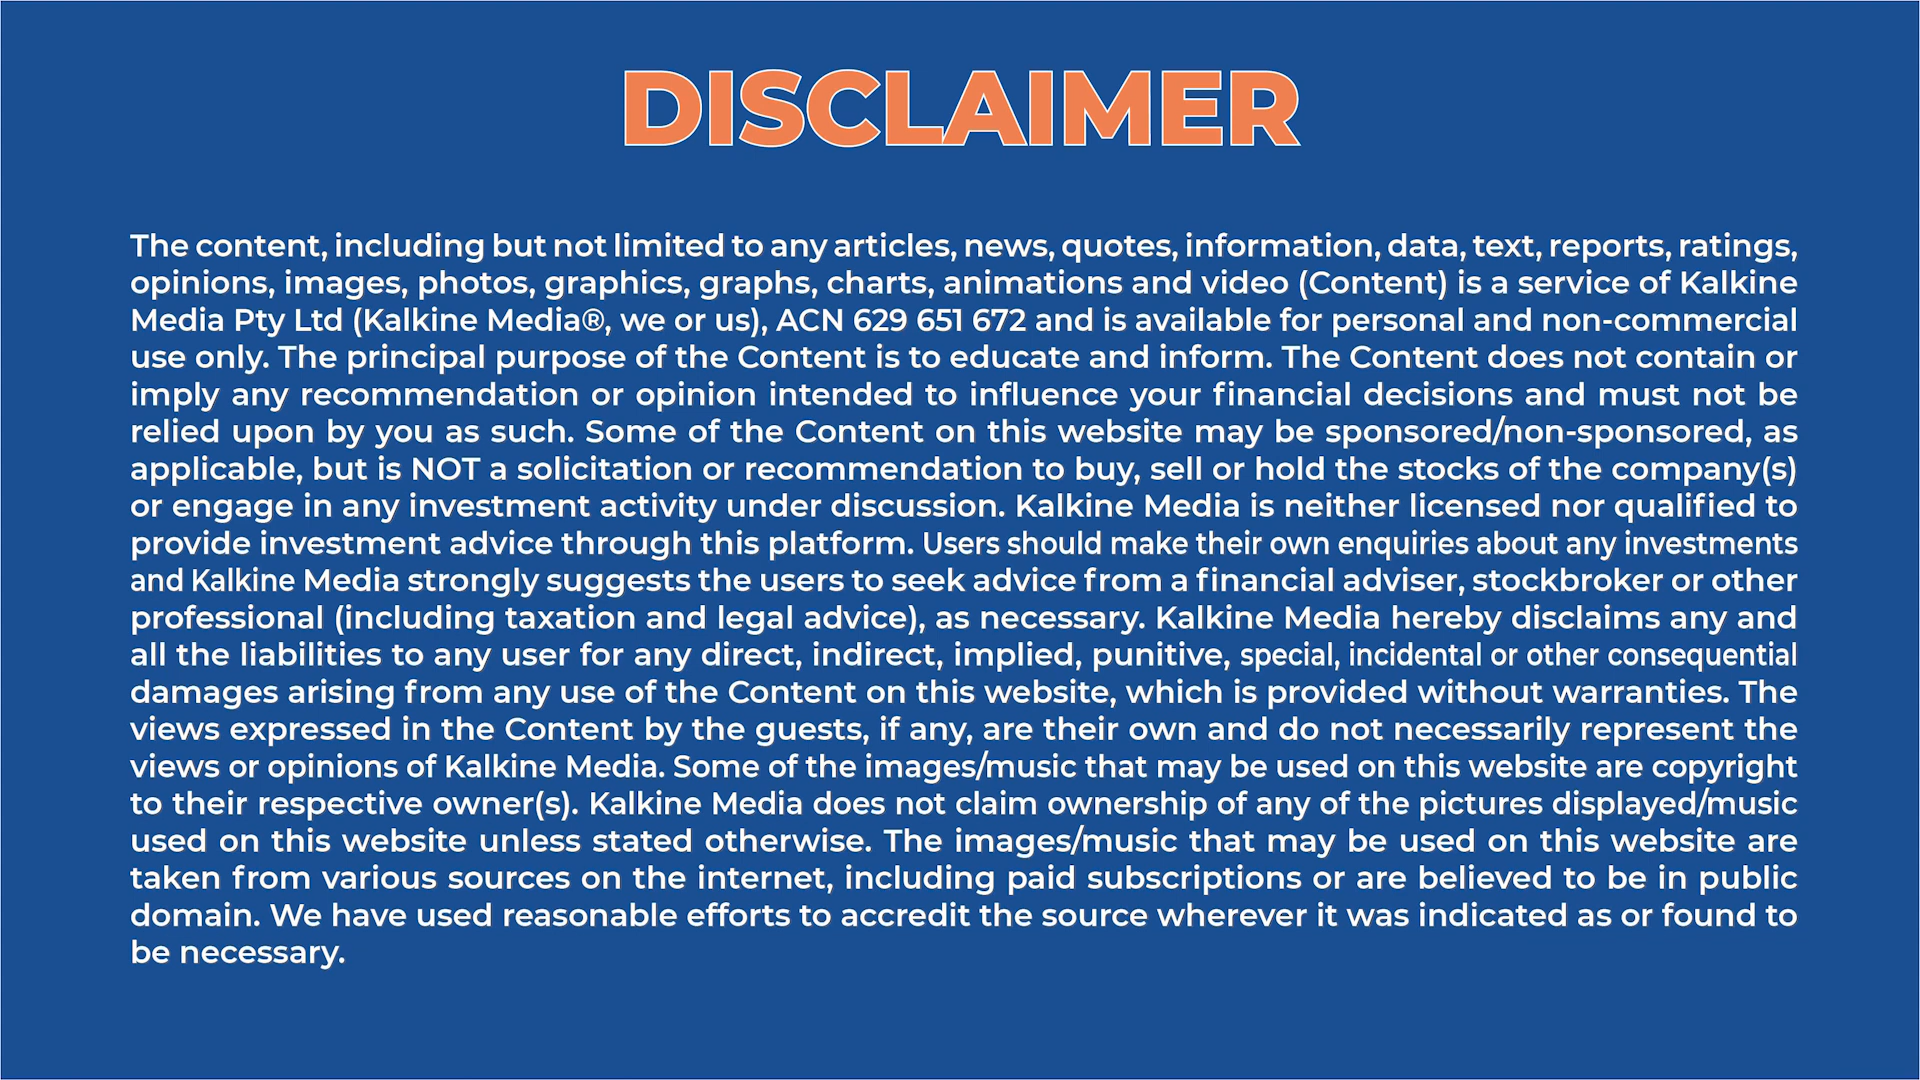 DISCLAIMER
The content, including but not limited to any articles, news, quotes, information, data, text, reports, ratings,
opinions, images, photos, graphics, graphs, charts, animations and video (Content) is a service of Kalkine
Media Pty Ltd (Kalkine Media®, we or us), ACN 629 651 672 and is available for personal and non-commercial
use only. The principal purpose of the Content is to educate and inform. The Content does not contain or
imply any recommendation or opinion intended to influence your financial decisions and must not be
relied upon by you as such. Some of the Content on this website may be sponsored/non-sponsored, as
applicable, but is NOT a solicitation or recommendation to buy, sell or hold the stocks of the company(s)
or engage in any investment activity under discussion. Kalkine Media is neither licensed nor qualified to
provide investment advice through this platform. Users should make their own enquiries about any investments
and Kalkine Media strongly suggests the users to seek advice from a financial adviser, stockbroker or other
professional (including taxation and legal advice), as necessary. Kalkine Media hereby disclaims any and
all the liabilities to any user for any direct, indirect, implied, punitive, special, incidental or other consequential
damages arising from any use of the Content on this website, which is provided without warranties. The
views expressed in the Content by the guests, if any, are their own and do not necessarily represent the
views or opinions of Kalkine Media. Some of the images/music that may be used on this website are copyright
to their respective owner(s). Kalkine Media does not claim ownership of any of the pictures displayed/music
used on this website unless stated otherwise. The images/music that may be used on this website are
taken from various sources on the internet, including paid subscriptions or are believed to be in public
domain. We have used reasonable efforts to accredit the source wherever it was indicated as or found to
be necessary.